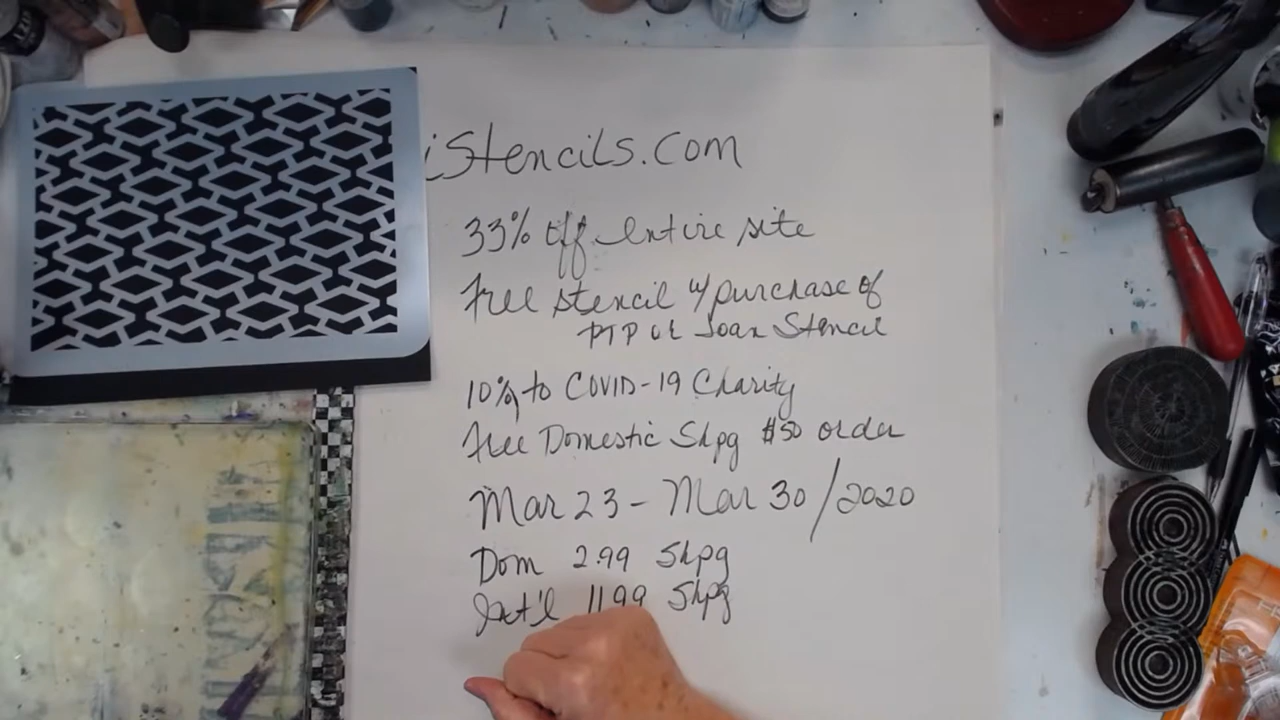 iStencils.com
33% off entire site
Free stencil w/purchase of
PTP or Joan Stencil
10% to COVID-19 Charity
Free Domestic Shpg $50 order
Mar 23 - Mar 30/2020
Dom 2.99 Shpg
Int'l 11.99 Shpg